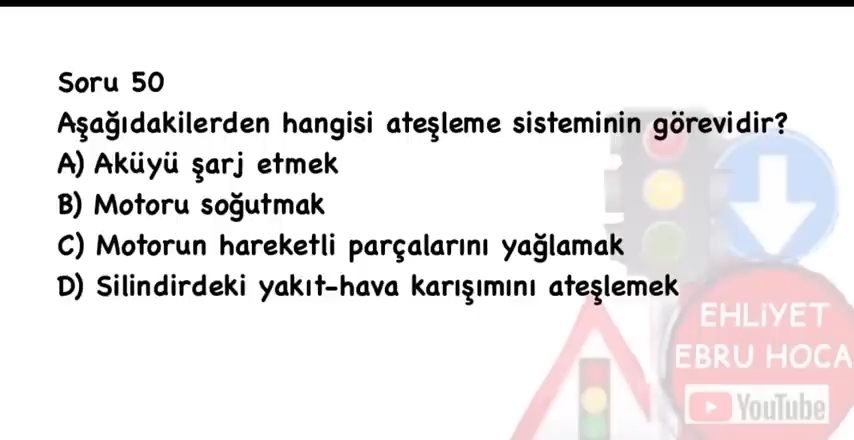 Soru 50
Aşağıdakilerden hangisi ateşleme sisteminin görevidir?
A) Aküyü şarj etmek
B) Motoru soğutmak
C) Motorun hareketli parçalarını yağlamak
D) Silindirdeki yakıt-hava karışımını ateşlemek
EHLİYET
EBRU HOCA
YouTube